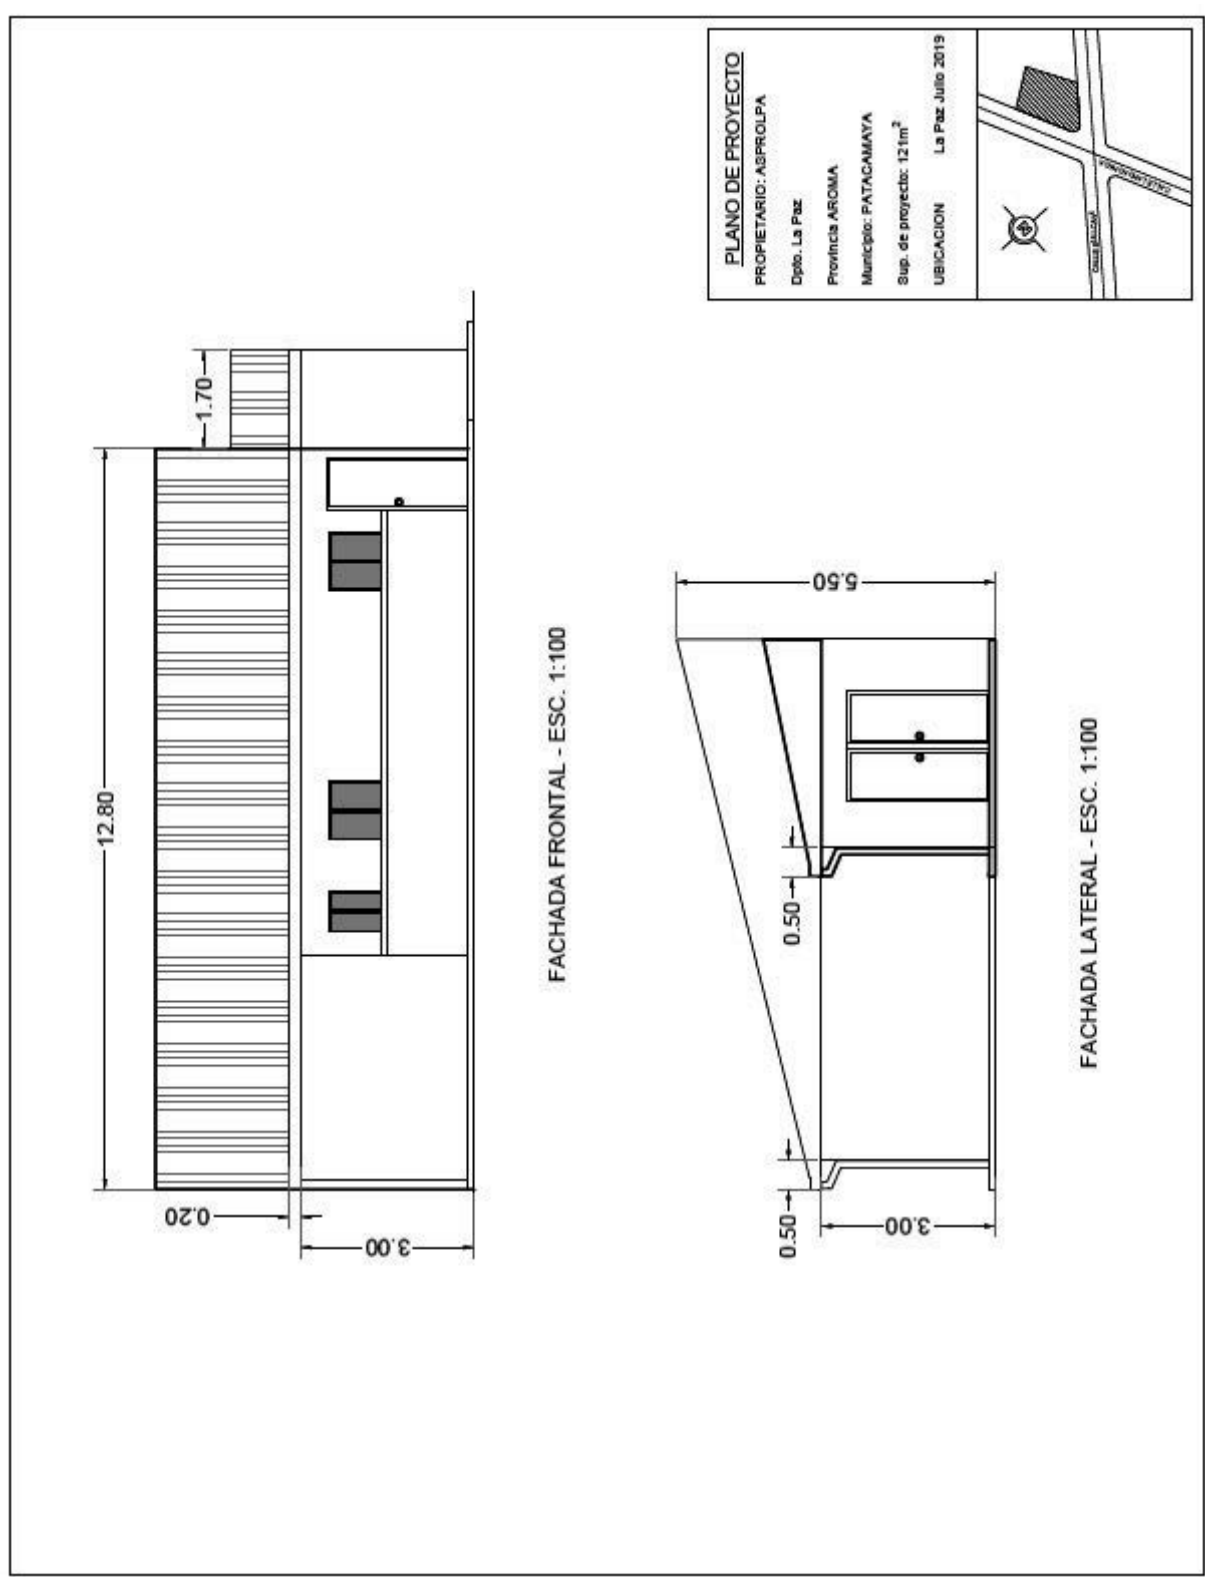 PLANO DE PROYECTO
PROPIETARIO: ASPROLPA
Dpto. La Paz
Provincia AROMA
Municipio: PATACAMAYA
Sup. de proyecto: 121m²
UBICACION La Paz Julio 2019
12.80
1.70
0.20
3.00
FACHADA FRONTAL - ESC. 1:100
5.50
0.50
0.50
3.00
FACHADA LATERAL - ESC. 1:100